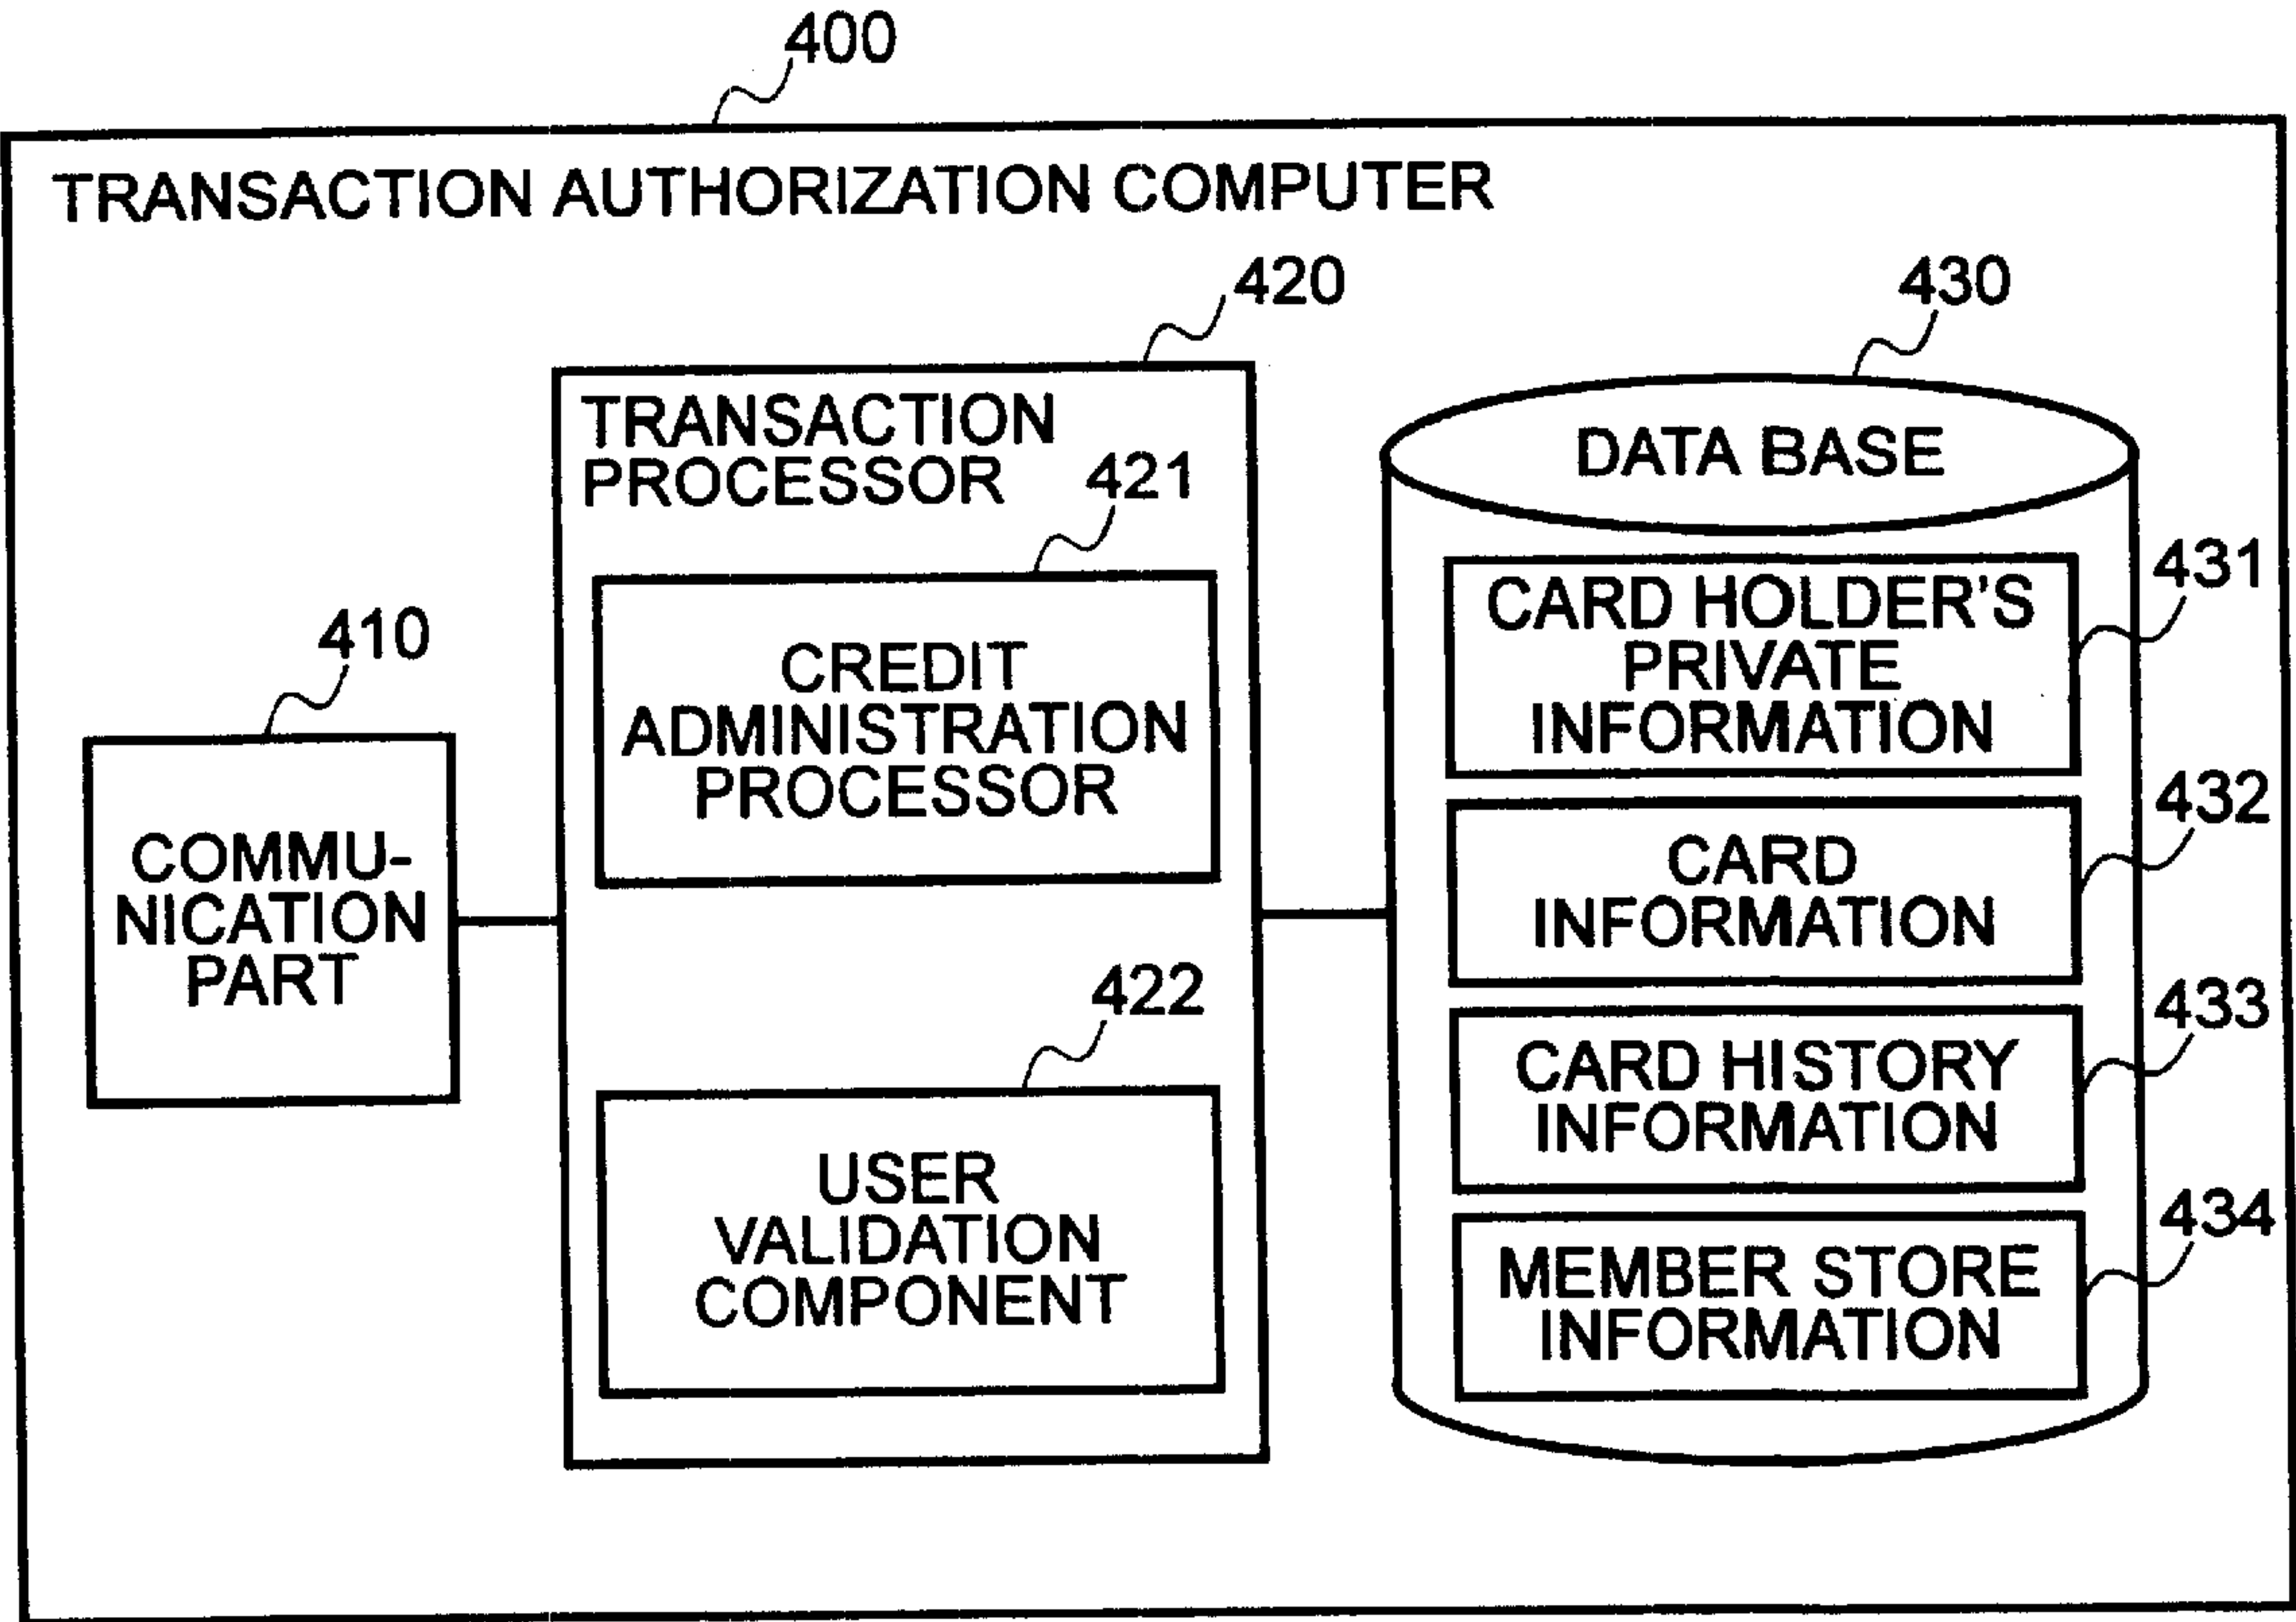 400
TRANSACTION AUTHORIZATION COMPUTER
420
430
TRANSACTION
PROCESSOR
421
CREDIT
ADMINISTRATION
PROCESSOR
410
COMMU-
NICATION
PART
422
USER
VALIDATION
COMPONENT
DATA BASE
431
CARD HOLDER'S
PRIVATE
INFORMATION
432
CARD
INFORMATION
433
CARD HISTORY
INFORMATION
434
MEMBER STORE
INFORMATION